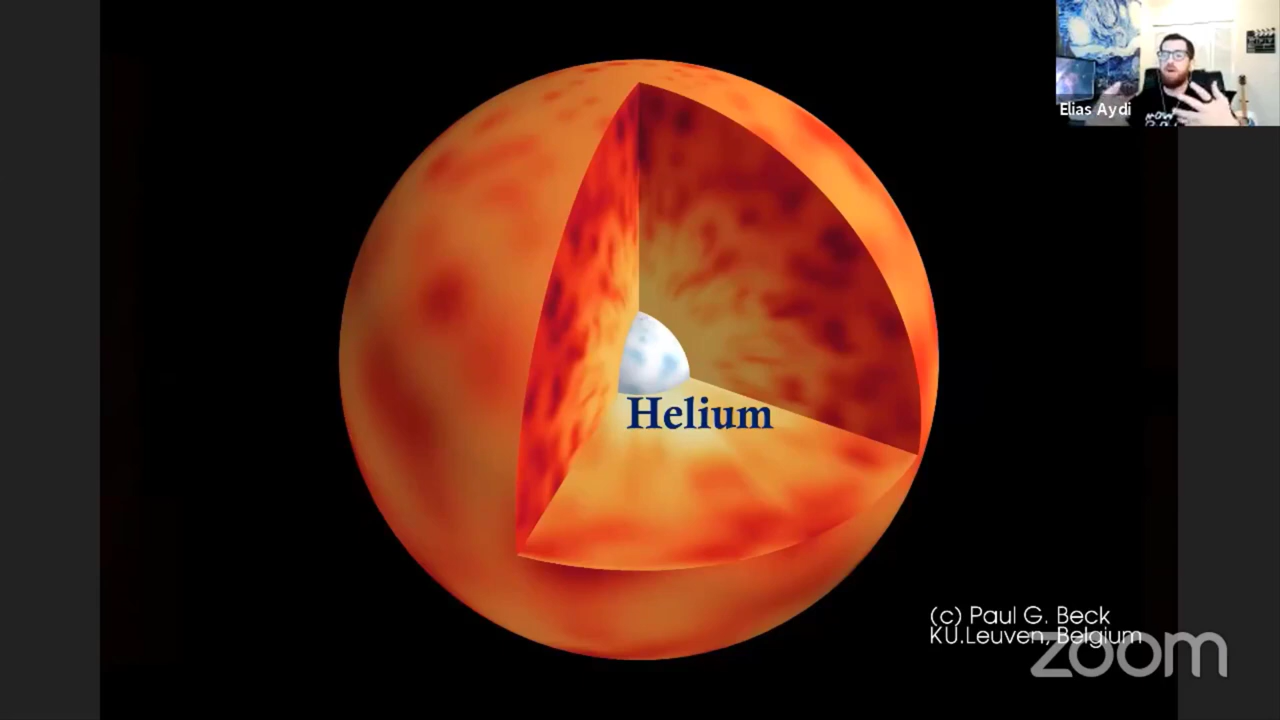 Elias Aydi
Helium
(c) Paul G. Beck
KU.Leuven, Belgium
zoom